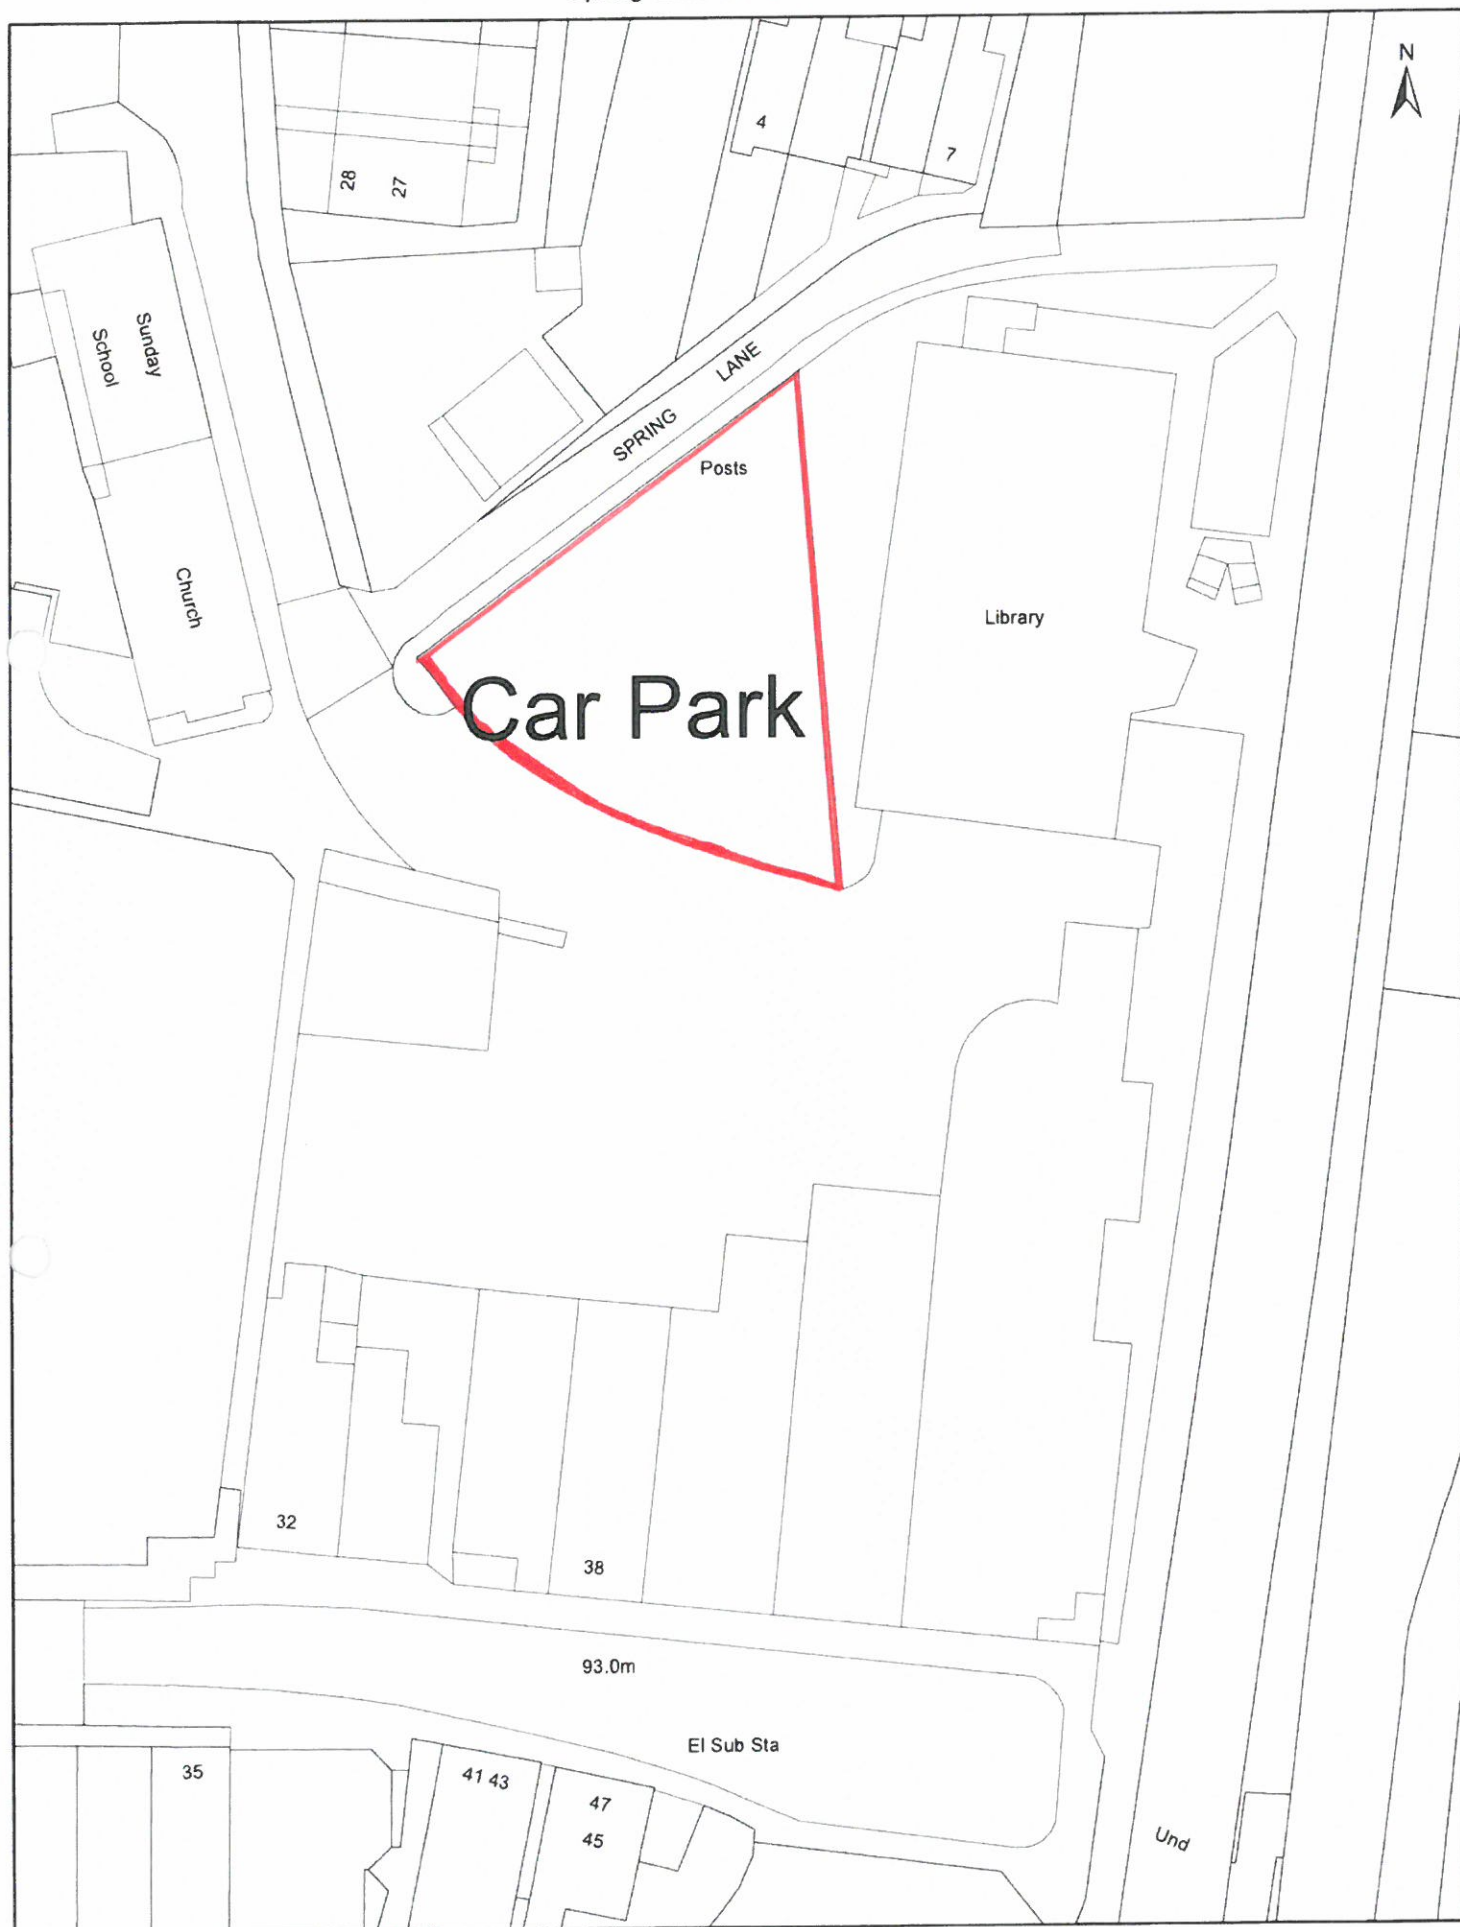 N
4
7
28
27
Sunday
School
SPRING LANE
Posts
Church
Library
Car Park
32
38
93.0m
El Sub Sta
35
41 43
47
45
Und